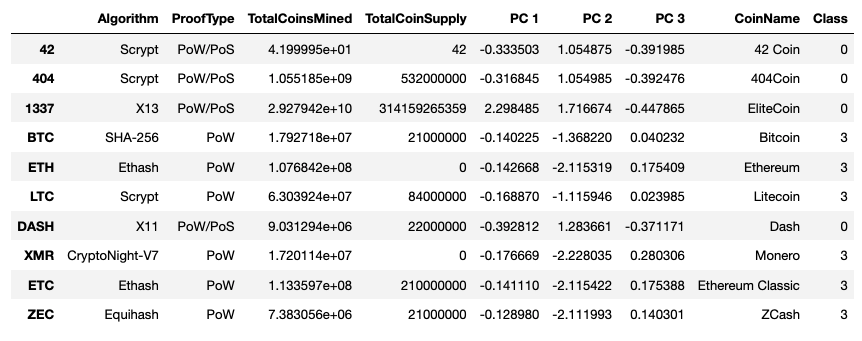 Algorithm ProofType TotalCoinsMined TotalCoinSupply PC 1 PC 2 PC 3 CoinName Class
42 Scrypt PoW/PoS 4.199995e+01 42 -0.333503 1.054875 -0.391985 42 Coin 0
404 Scrypt PoW/PoS 1.055185e+09 532000000 -0.316845 1.054985 -0.392476 404Coin 0
1337 X13 PoW/PoS 2.927942e+10 314159265359 2.298485 1.716674 -0.447865 EliteCoin 0
BTC SHA-256 PoW 1.792718e+07 21000000 -0.140225 -1.368220 0.040232 Bitcoin 3
ETH Ethash PoW 1.076842e+08 0 -0.142668 -2.115319 0.175409 Ethereum 3
LTC Scrypt PoW 6.303924e+07 84000000 -0.168870 -1.115946 0.023985 Litecoin 3
DASH X11 PoW/PoS 9.031294e+06 22000000 -0.392812 1.283661 -0.371171 Dash 0
XMR CryptoNight-V7 PoW 1.720114e+07 0 -0.176669 -2.228035 0.280306 Monero 3
ETC Ethash PoW 1.133597e+08 210000000 -0.141110 -2.115422 0.175388 Ethereum Classic 3
ZEC Equihash PoW 7.383056e+06 21000000 -0.128980 -2.111993 0.140301 ZCash 3